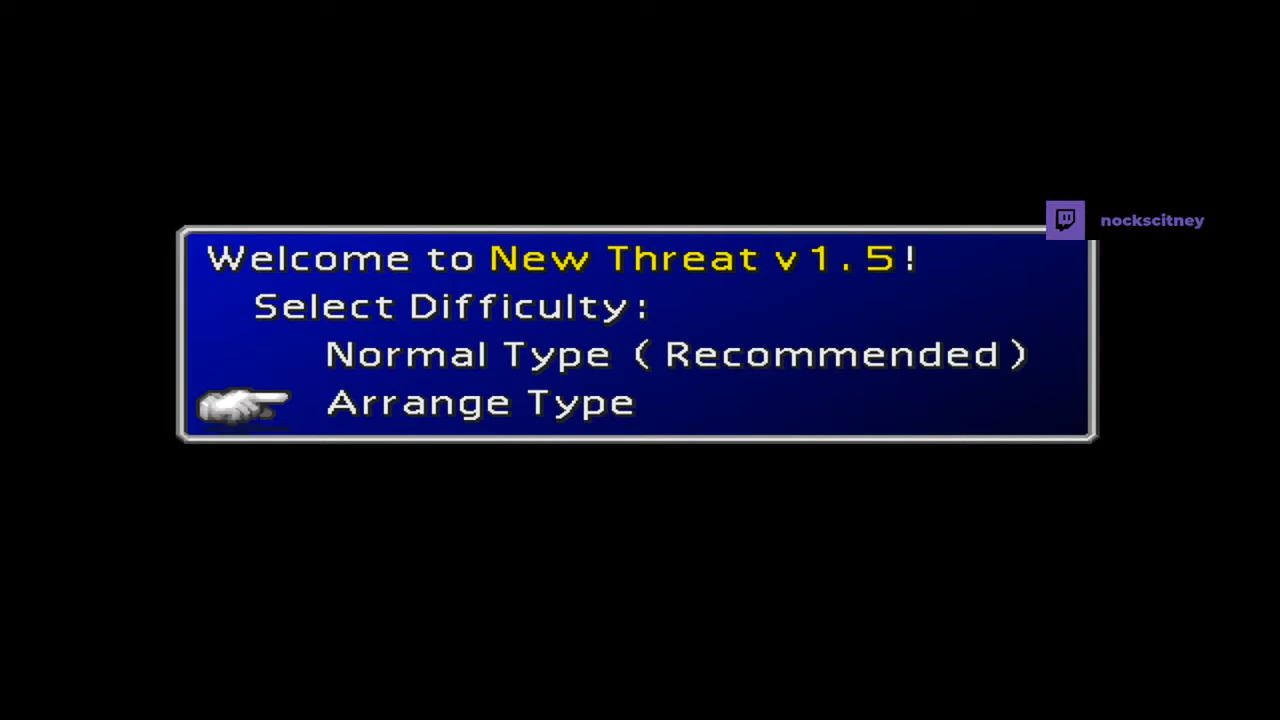 nockscitney
Welcome to New Threat v1.5!
Select Difficulty:
Normal Type (Recommended)
Arrange Type